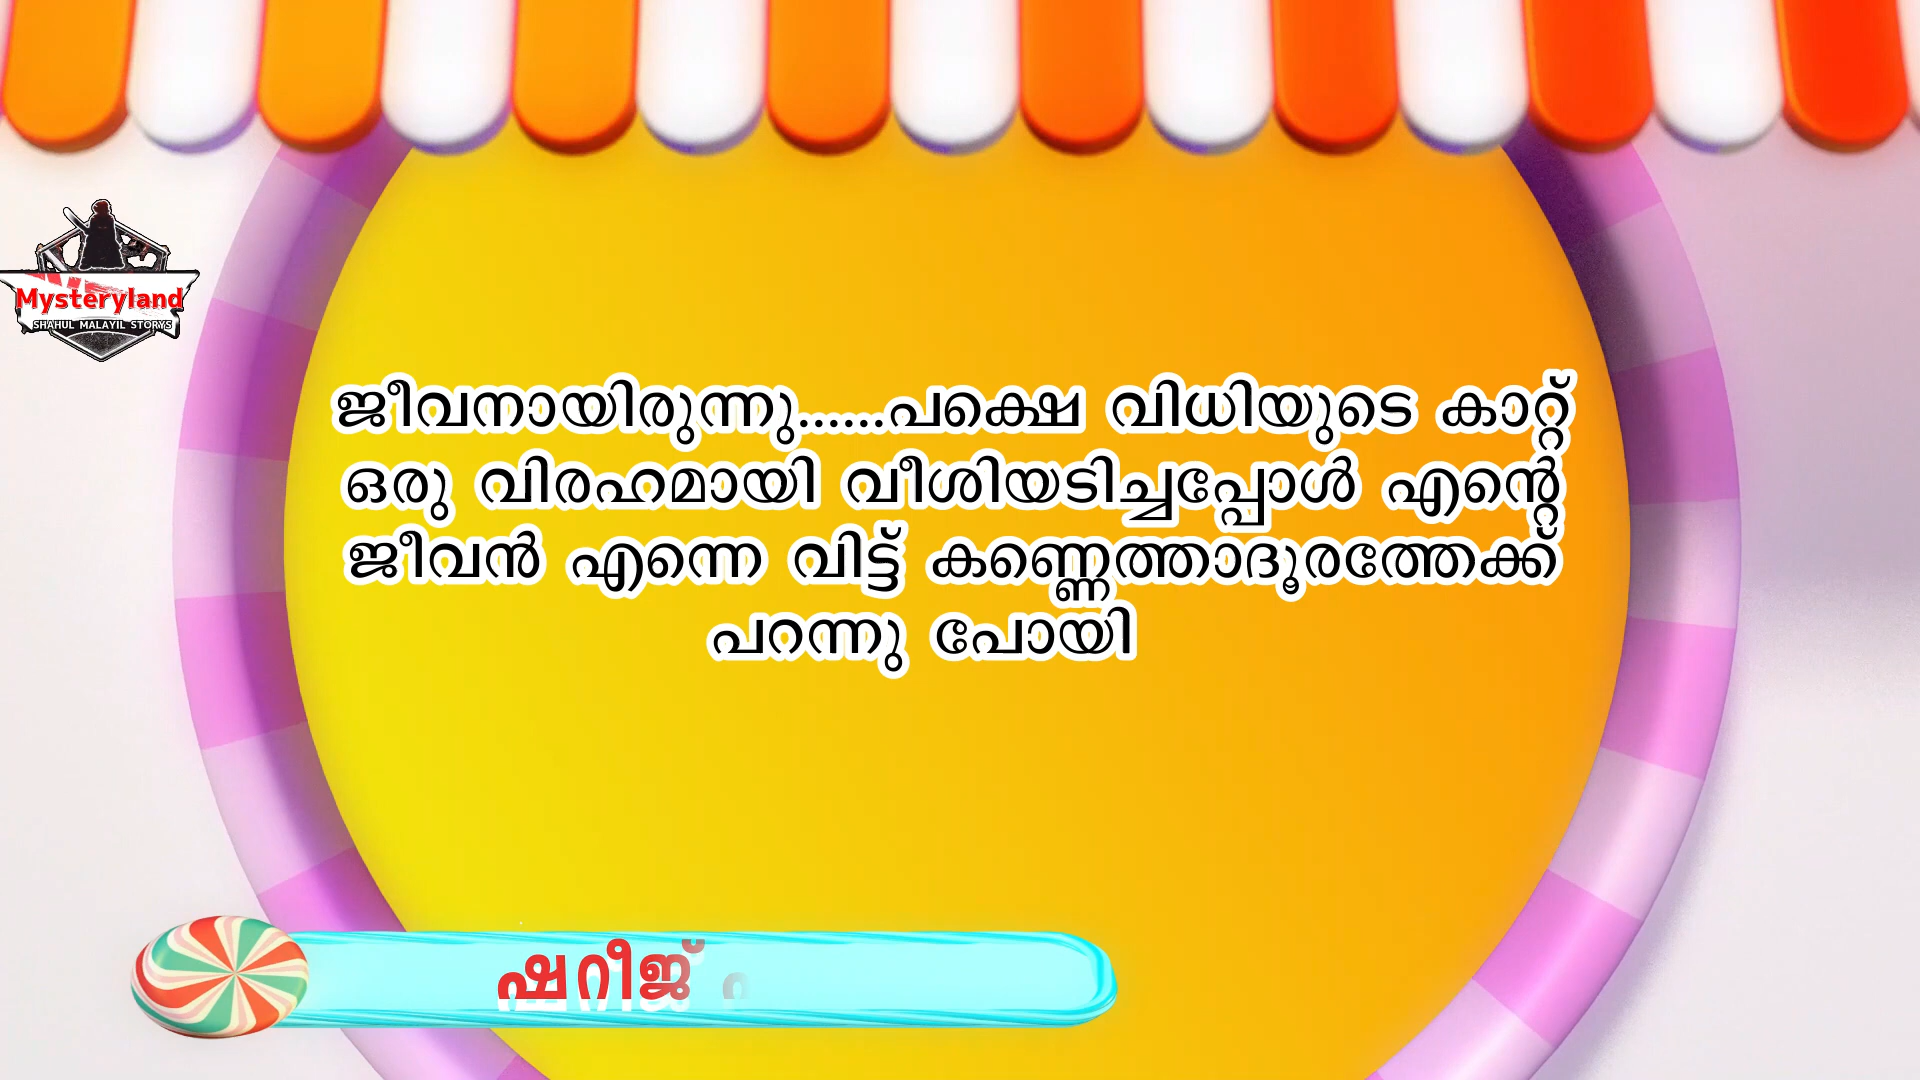 Mysteryland
SHAHUL MALAYIL STORYS
ജീവനായിരുന്നു......പക്ഷെ വിധിയുടെ കാറ്റ്
ഒരു വിരഹമായി വീശിയടിച്ചപ്പോൾ എന്റെ
ജീവൻ എന്നെ വിട്ട് കണ്ണെത്താദൂരത്തേക്ക്
പറന്നു പോയി
ഷറീജ്